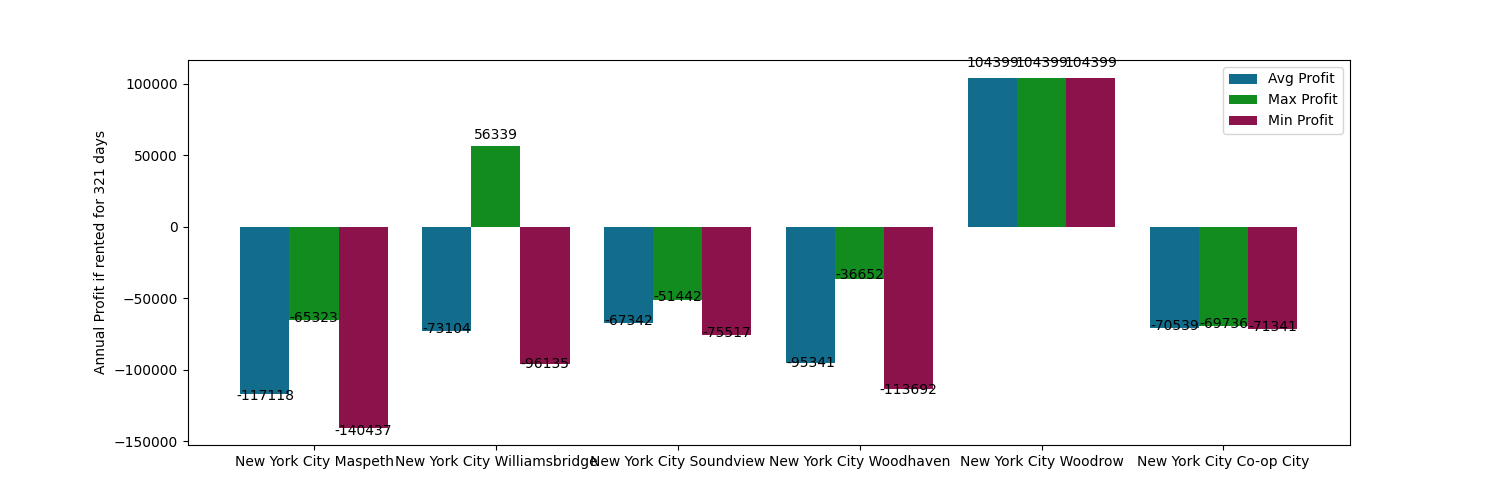 Annual Profit if rented for 321 days
100000
50000
0
−50000
−100000
−150000
-117118
-65323
-140437
-73104
56339
-96135
-67342
-51442
-75517
-95341
-36652
-113692
104399
104399
104399
-70539
-69736
-71341
Avg Profit
Max Profit
Min Profit
New York City Maspeth
New York City Williamsbridge
New York City Soundview
New York City Woodhaven
New York City Woodrow
New York City Co-op City